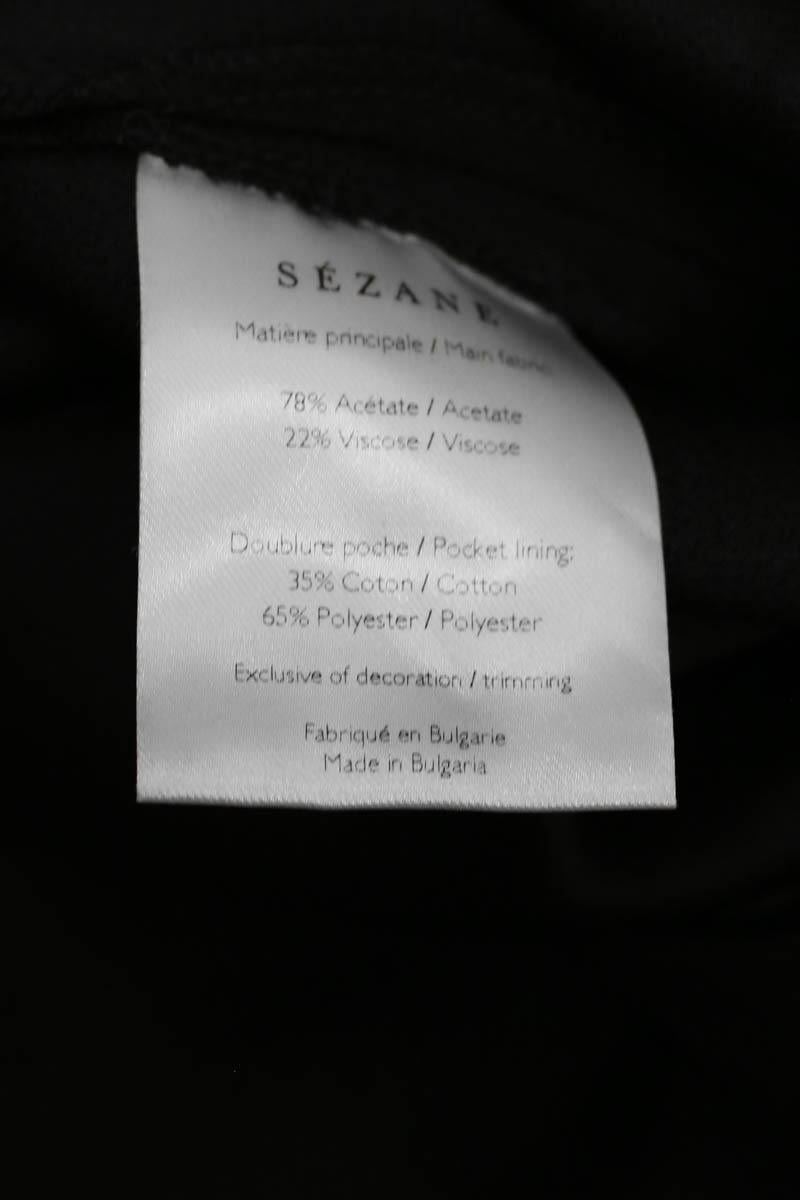 SÉZANE
Matière principale / Main fabric
78% Acétate / Acetate
22% Viscose / Viscose
Doublure poche / Pocket lining:
35% Coton / Cotton
65% Polyester / Polyester
Exclusive of decoration / trimming
Fabriqué en Bulgarie
Made in Bulgaria